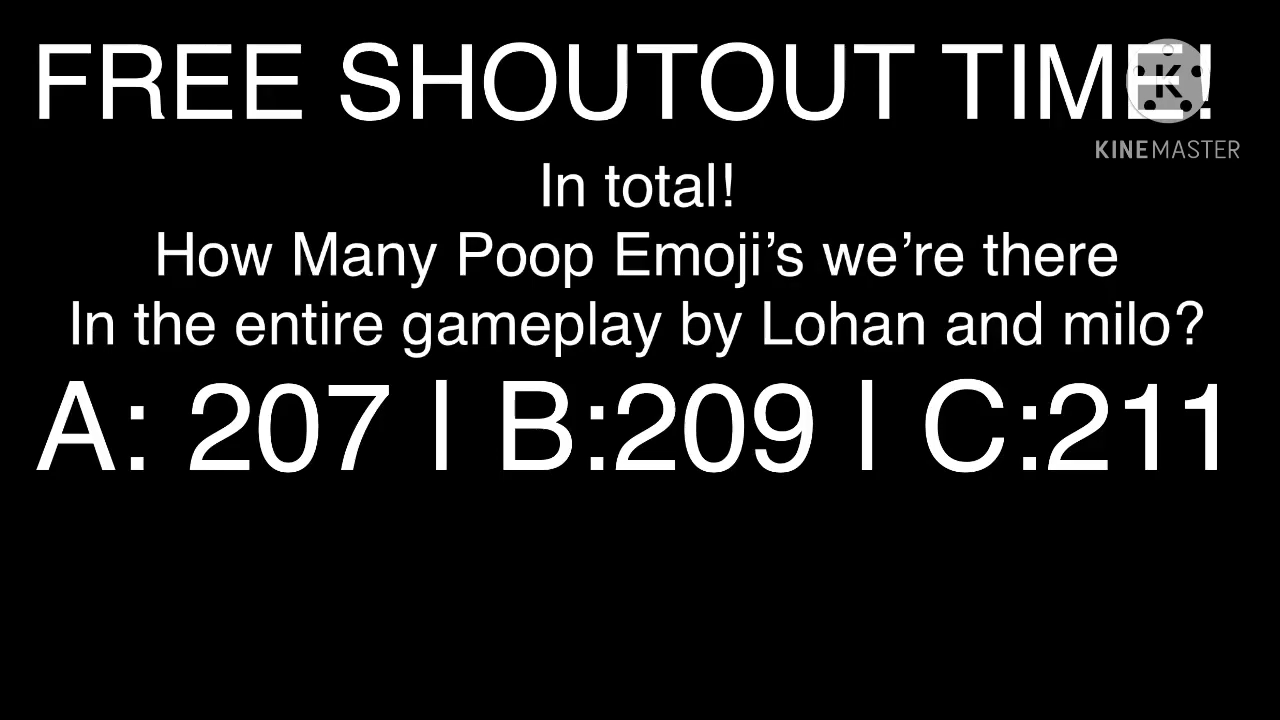 FREE SHOUTOUT TIME!
K
KINEMASTER
In total!
How Many Poop Emoji’s we’re there
In the entire gameplay by Lohan and milo?
A: 207 | B:209 | C:211